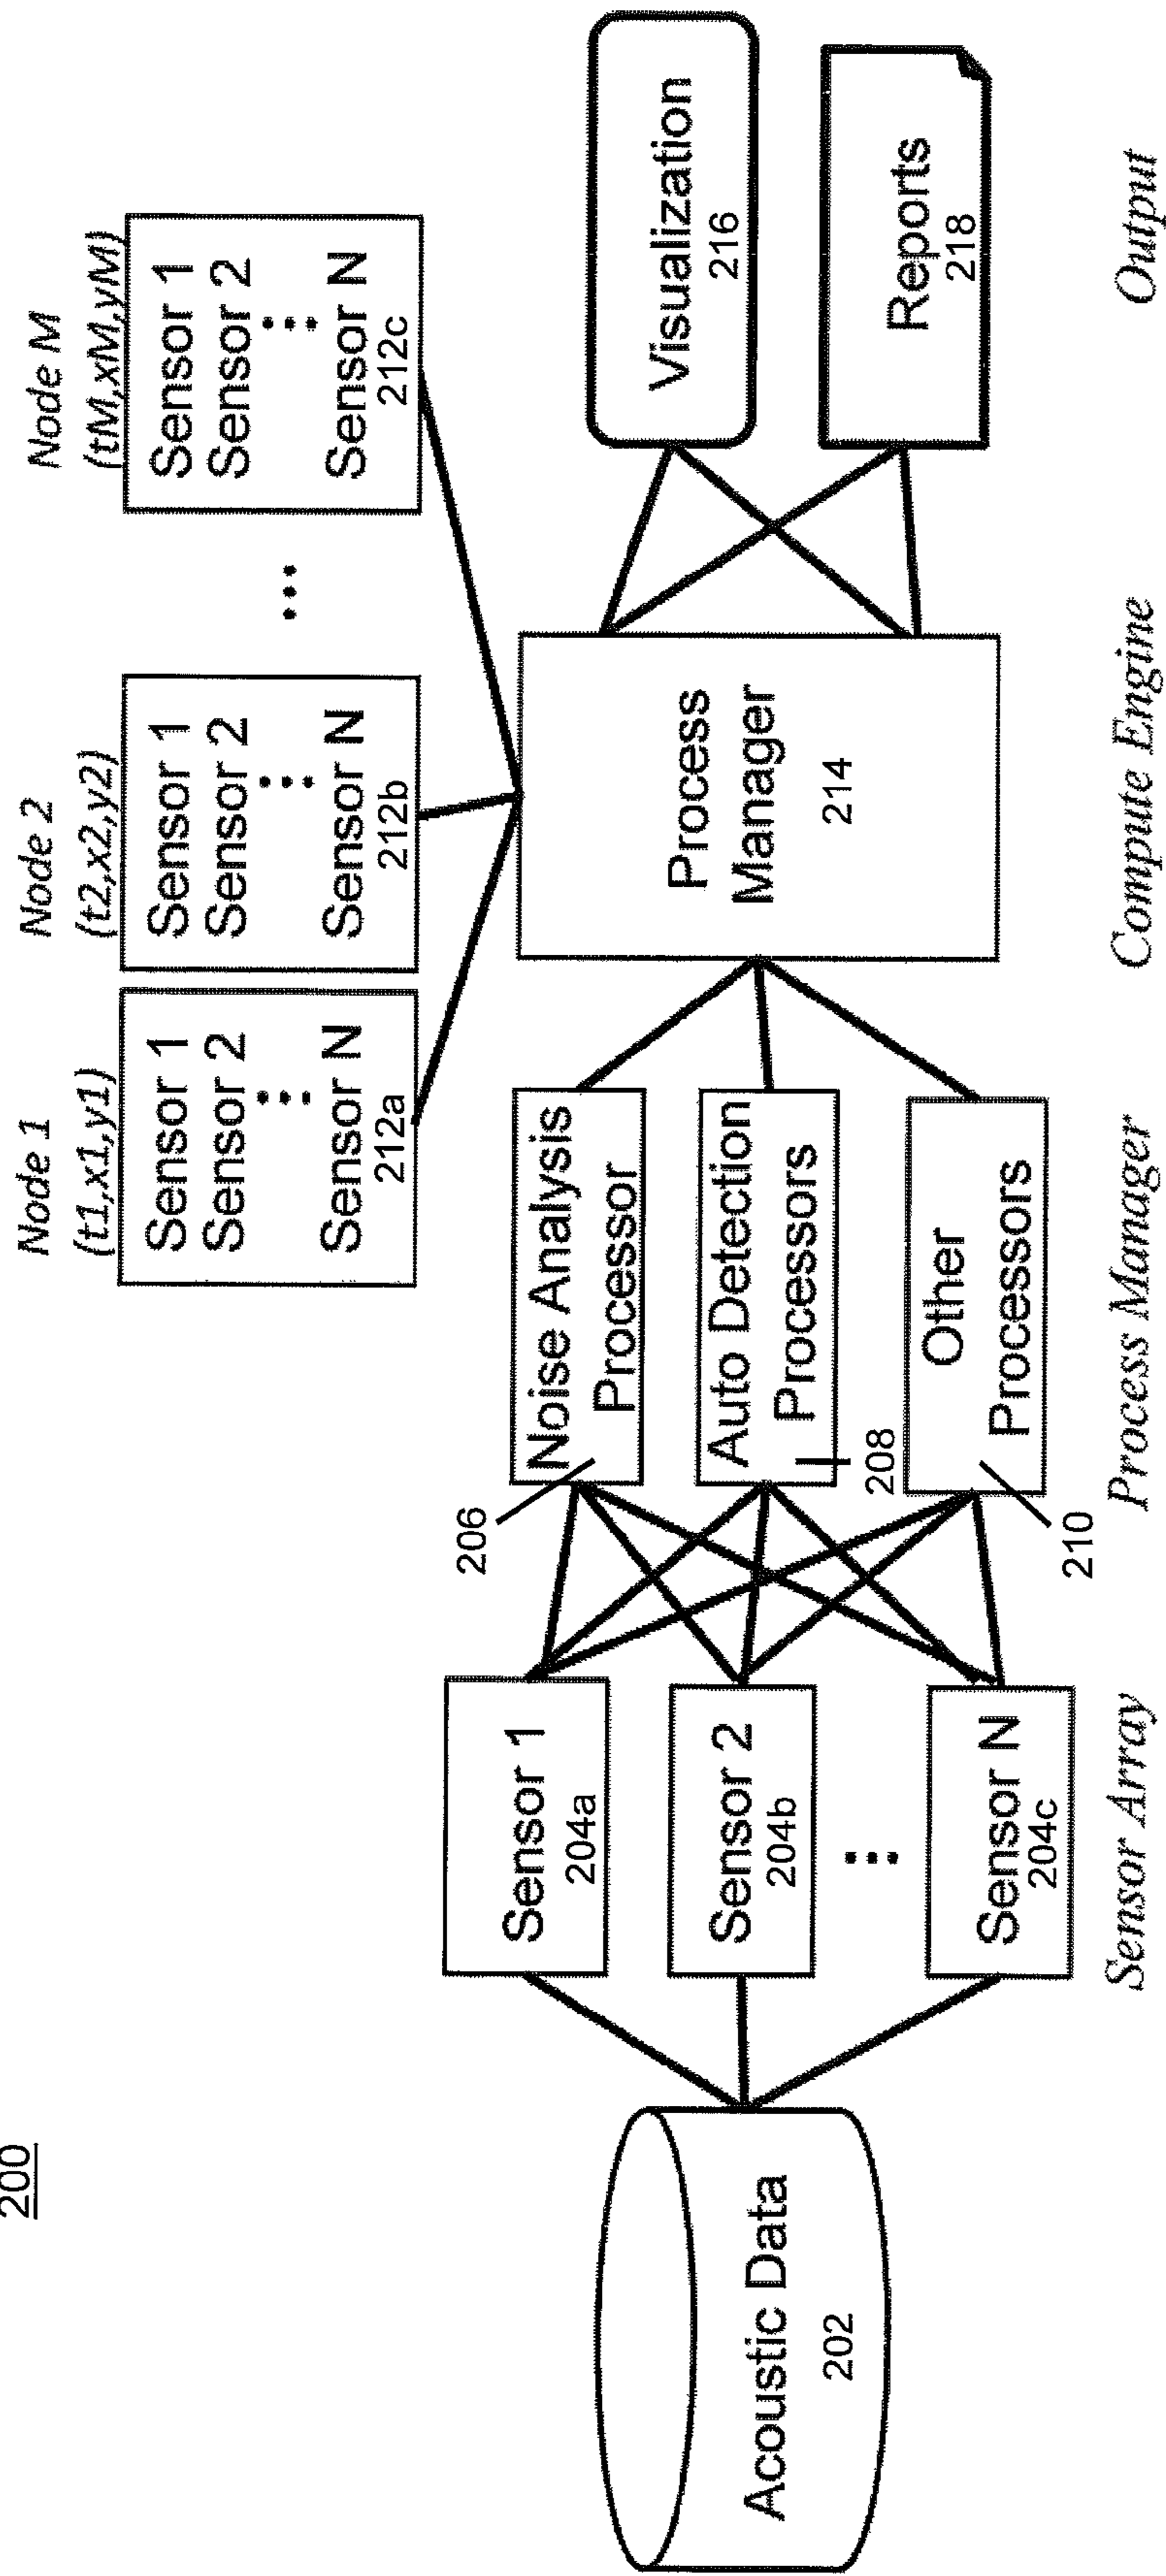 200
Acoustic Data
202
Sensor 1
204a
Sensor 2
204b
Sensor N
204c
Sensor Array
206
Noise Analysis
Processor
Auto Detection
Processors
208
Other
Processors
210
Process Manager
Node 1
(t1,x1,y1)
Sensor 1
Sensor 2
Sensor N
212a
Node 2
(t2,x2,y2)
Sensor 1
Sensor 2
Sensor N
212b
Node M
(tM,xM,yM)
Sensor 1
Sensor 2
Sensor N
212c
Process
Manager
214
Compute Engine
Visualization
216
Reports
218
Output